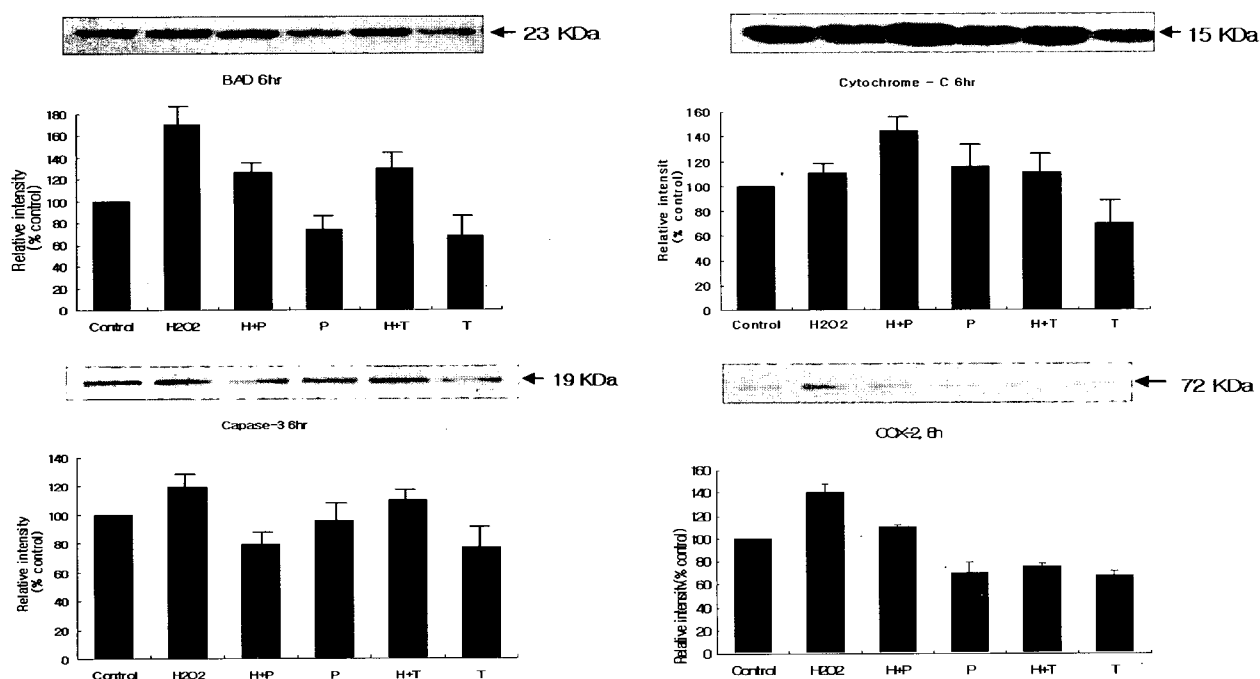 23 KDa
BAD 6hr
Relative intensity
(% control)
180
160
140
120
100
80
60
40
20
0
Control H2O2 H+P P H+T T
15 KDa
Cytochrome - C 6hr
Relative intensit
(% control)
160
140
120
100
80
60
40
20
0
Control H2O2 H+P P H+T T
19 KDa
Capase-3 6hr
Relative intensity
(% control)
140
120
100
80
60
40
20
0
Control H2O2 H+P P H+T T
72 KDa
COX-2, 6h
Relative intensity(% control)
160
140
120
100
80
60
40
20
0
Control H2O2 H+P P H+T T